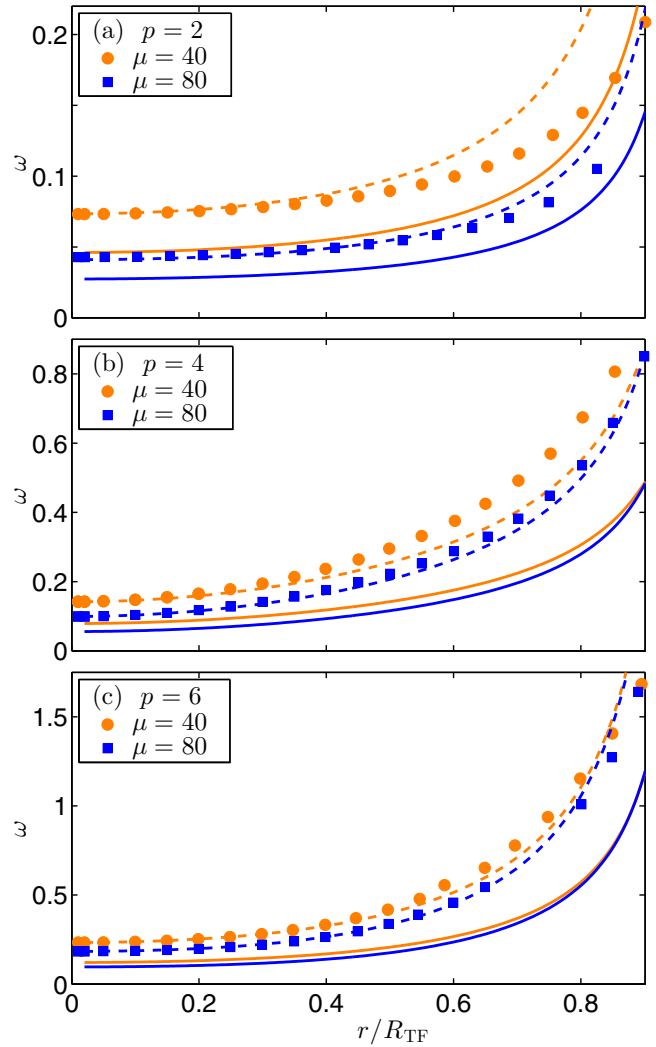 (a) p = 2
μ = 40
μ = 80
0.2
0.1
0
ω
(b) p = 4
μ = 40
μ = 80
0.8
0.6
0.4
0.2
0
ω
(c) p = 6
μ = 40
μ = 80
1.5
1
0.5
0
ω
0 0.2 0.4 0.6 0.8
r/R_TF